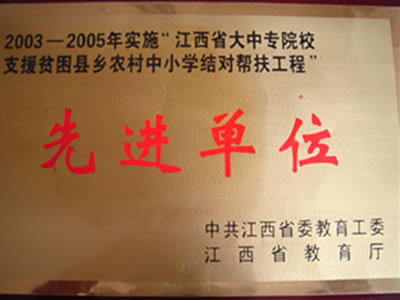 2003—2005年实施“江西省大中专院校
支援贫困县乡农村中小学结对帮扶工程”
先进单位
中共江西省委教育工委
江西省教育厅